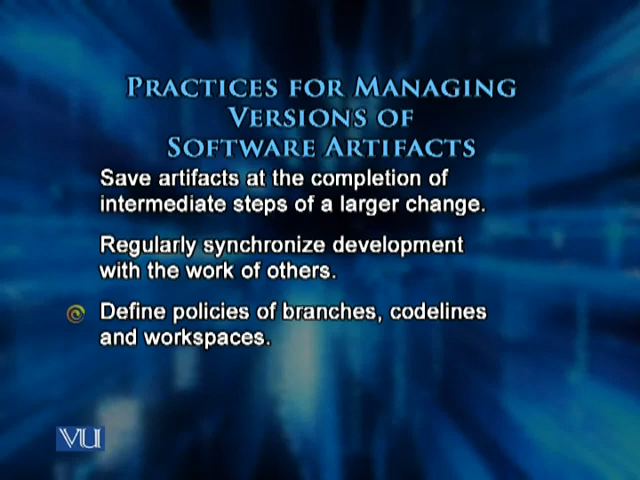 PRACTICES FOR MANAGING
VERSIONS OF
SOFTWARE ARTIFACTS
Save artifacts at the completion of
intermediate steps of a larger change.
Regularly synchronize development
with the work of others.
Define policies of branches, codelines
and workspaces.
VU